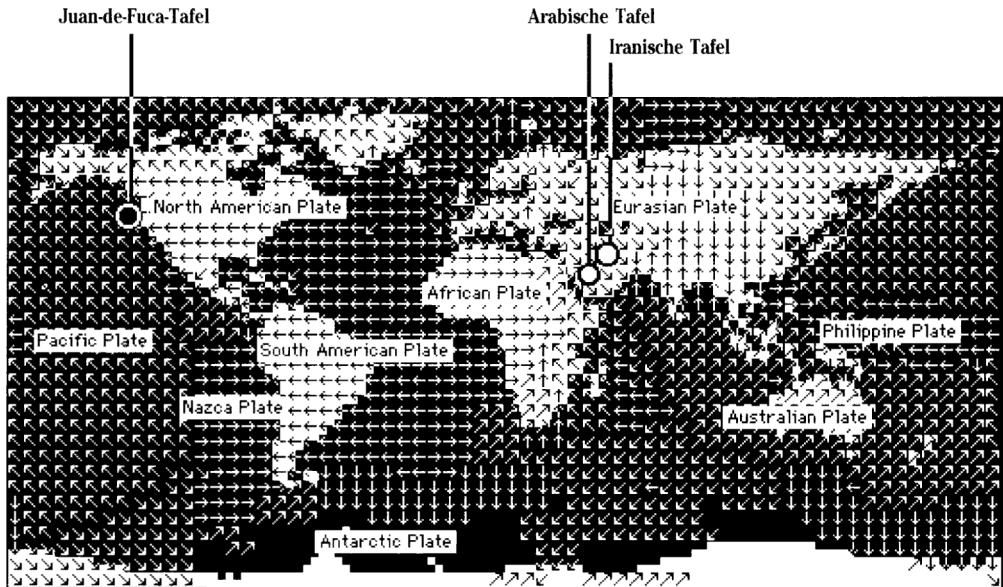 Juan-de-Fuca-Tafel
Arabische Tafel
Iranische Tafel
North American Plate
Eurasian Plate
African Plate
Pacific Plate
Philippine Plate
South American Plate
Nazca Plate
Australian Plate
Antarctic Plate